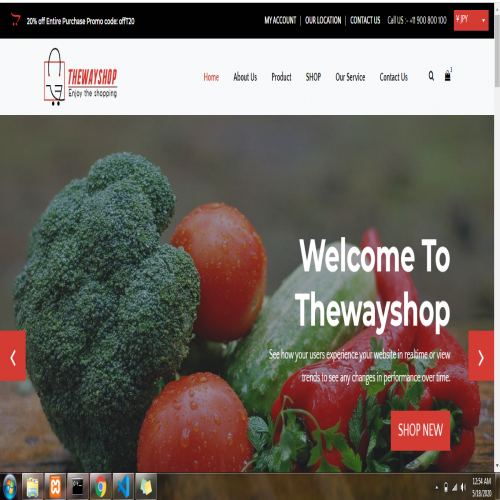 20% off Entire Purchase Promo code: offT20
MY ACCOUNT | OUR LOCATION | CONTACT US Call US :- +11 900 800 100 ¥ JPY
THEWAYSHOP
Enjoy the shopping
Home About Us Product SHOP Our Service Contact Us 3
Welcome To
Thewayshop
See how your users experience your website in realtime or view
trends to see any changes in performance over time.
SHOP NEW
12:54 AM
5/18/2020